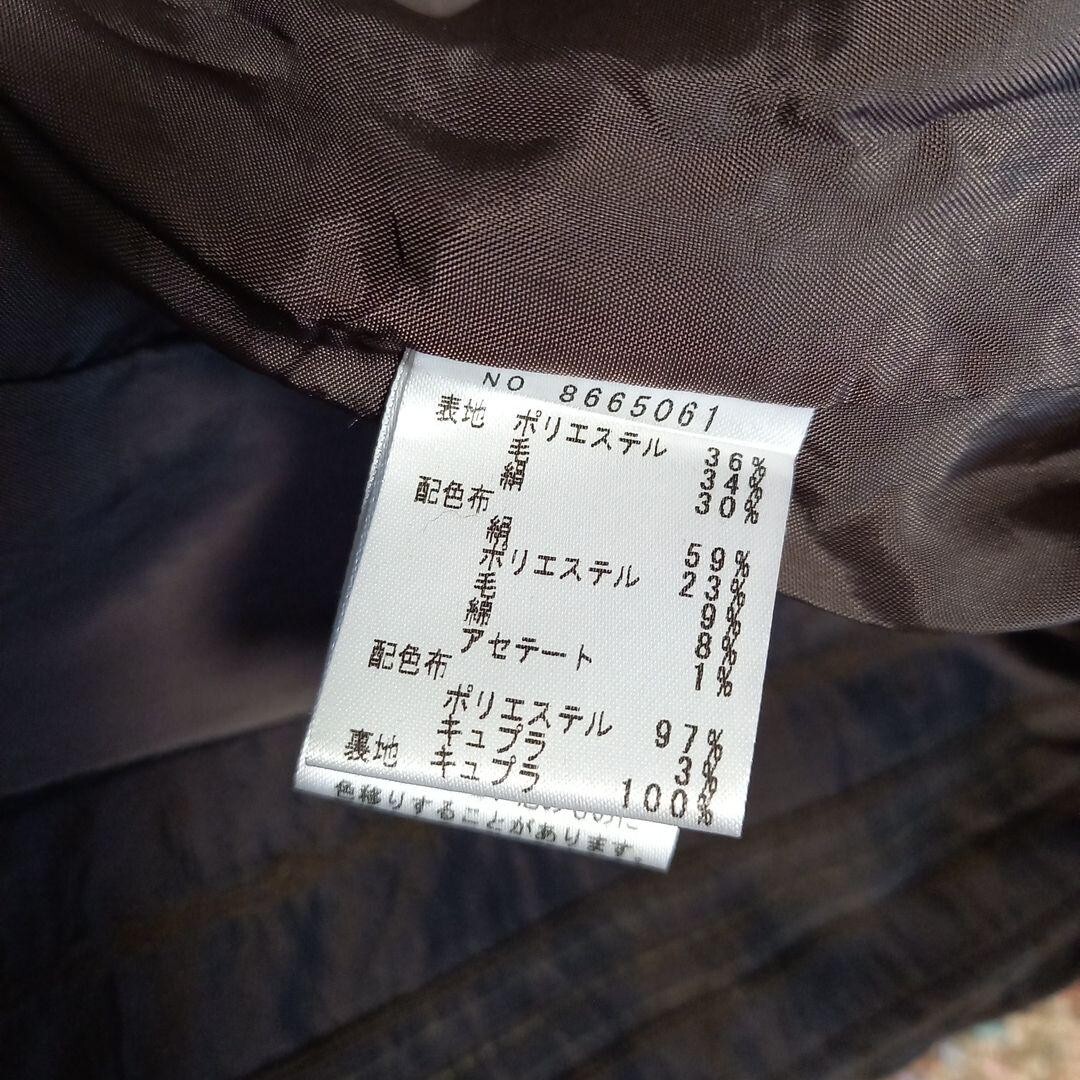 NO 8665061
表地 ポリエステル 36%
毛 34%
絹 30%
配色布
絹 59%
ポリエステル 23%
毛 9%
綿 8%
アセテート 1%
配色布
ポリエステル 97%
キュプラ 3%
裏地 キュプラ 100%
色移りすることがあります。